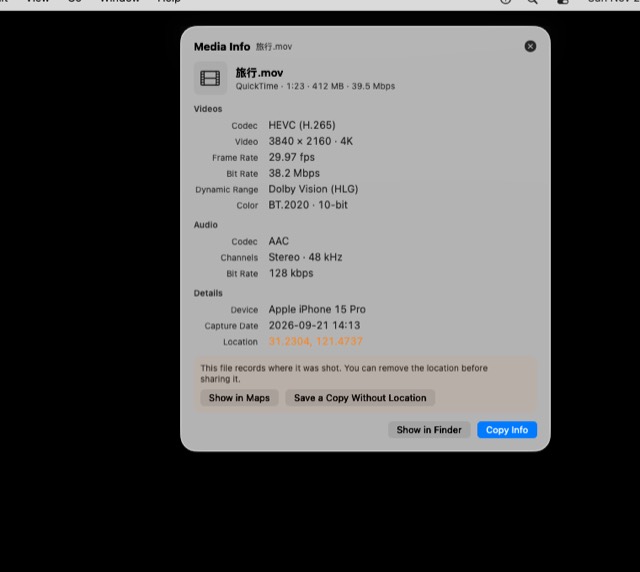 Media Info 旅行.mov
旅行.mov
QuickTime · 1:23 · 412 MB · 39.5 Mbps
Videos
Codec HEVC (H.265)
Video 3840 × 2160 · 4K
Frame Rate 29.97 fps
Bit Rate 38.2 Mbps
Dynamic Range Dolby Vision (HLG)
Color BT.2020 · 10-bit
Audio
Codec AAC
Channels Stereo · 48 kHz
Bit Rate 128 kbps
Details
Device Apple iPhone 15 Pro
Capture Date 2026-09-21 14:13
Location 31.2304, 121.4737
This file records where it was shot. You can remove the location before
sharing it.
Show in Maps Save a Copy Without Location
Show in Finder Copy Info